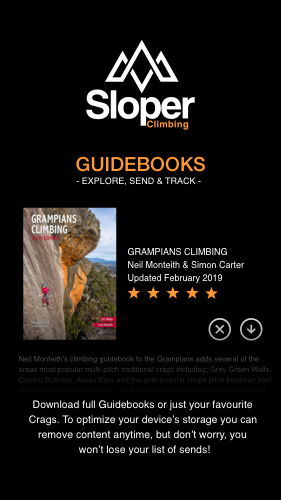 Sloper
Climbing
GUIDEBOOKS
- EXPLORE, SEND & TRACK -
GRAMPIANS
CLIMBING
GRAMPIANS CLIMBING
Neil Monteith & Simon Carter
Updated February 2019
Neil Monteith's climbing guidebook to the Grampians adds several of the
areas most popular multi-pitch traditional crags including: Grey Green Walls,
Central Buttress, Asses Ears and the ever popular single pitch beginner trad
Download full Guidebooks or just your favourite
Crags. To optimize your device's storage you can
remove content anytime, but don't worry, you
won't lose your list of sends!